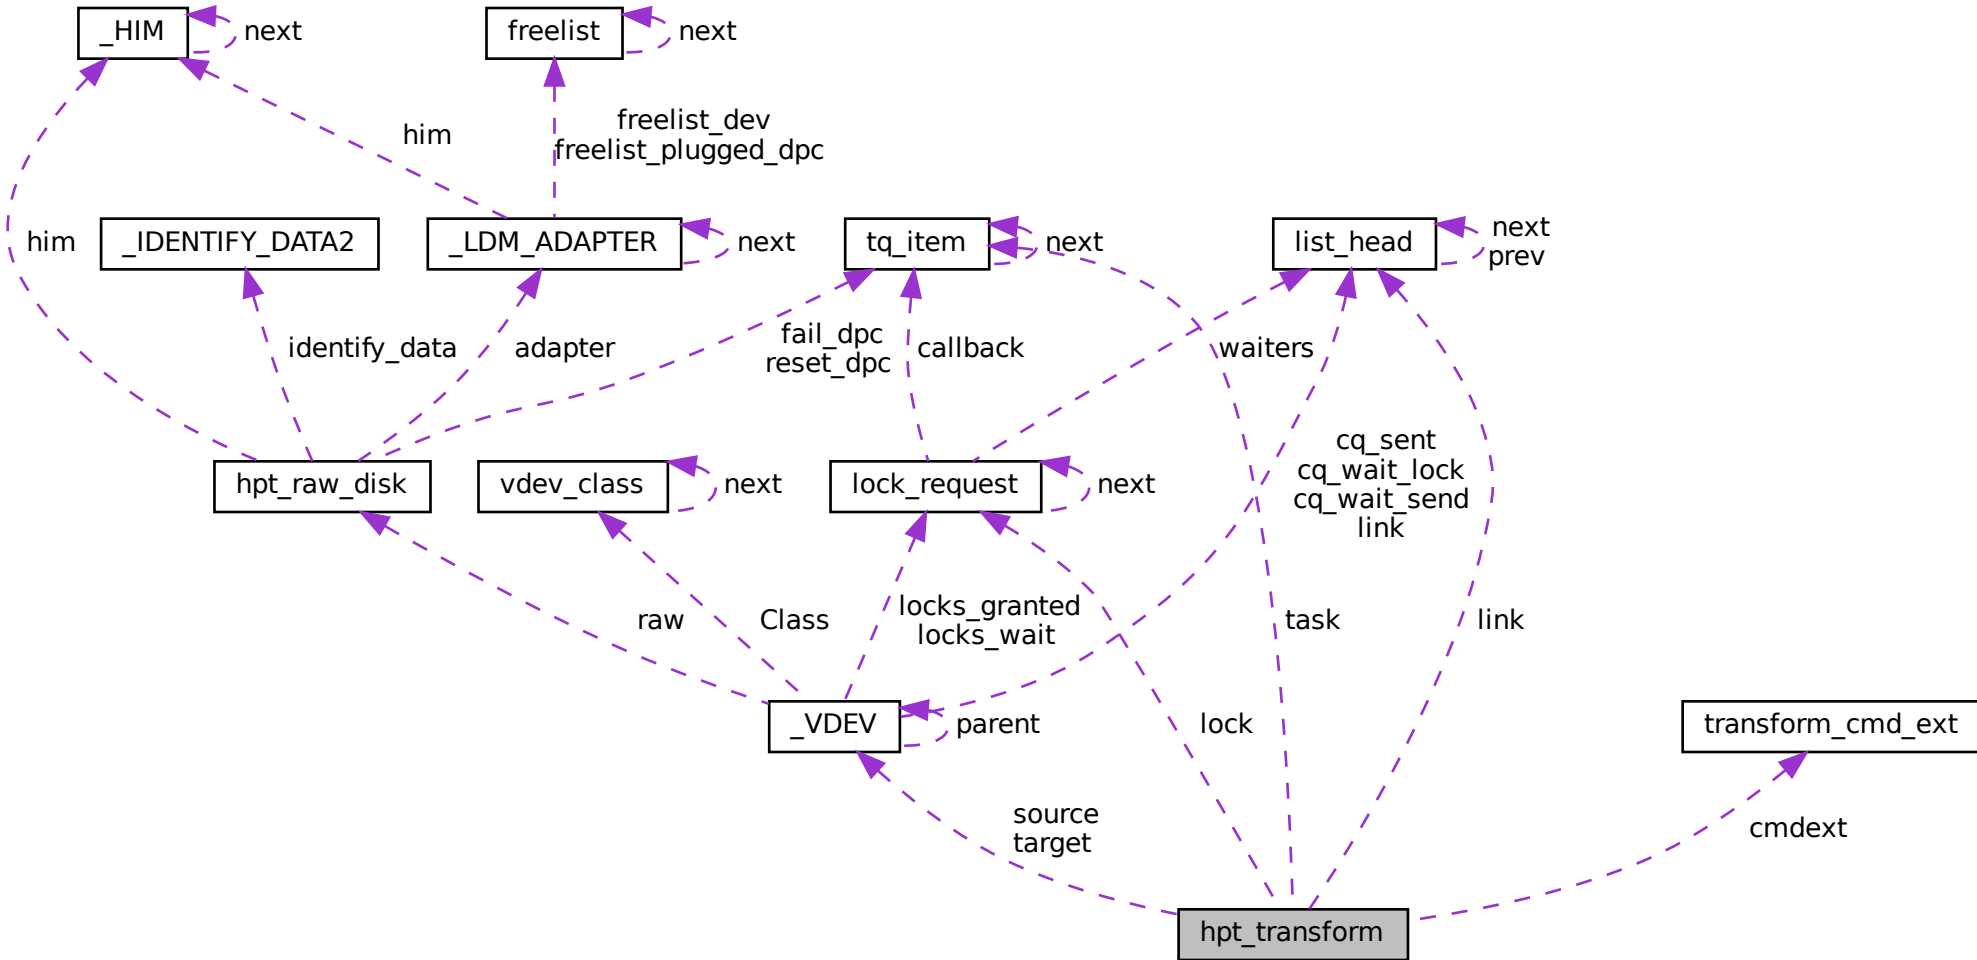 _HIM
next
freelist
next
freelist_dev
freelist_plugged_dpc
him
him
_IDENTIFY_DATA2
_LDM_ADAPTER
next
tq_item
next
list_head
next
prev
identify_data
adapter
fail_dpc
reset_dpc
callback
waiters
cq_sent
cq_wait_lock
cq_wait_send
link
hpt_raw_disk
vdev_class
next
lock_request
next
raw
Class
locks_granted
locks_wait
task
link
_VDEV
parent
lock
transform_cmd_ext
source
target
cmdext
hpt_transform